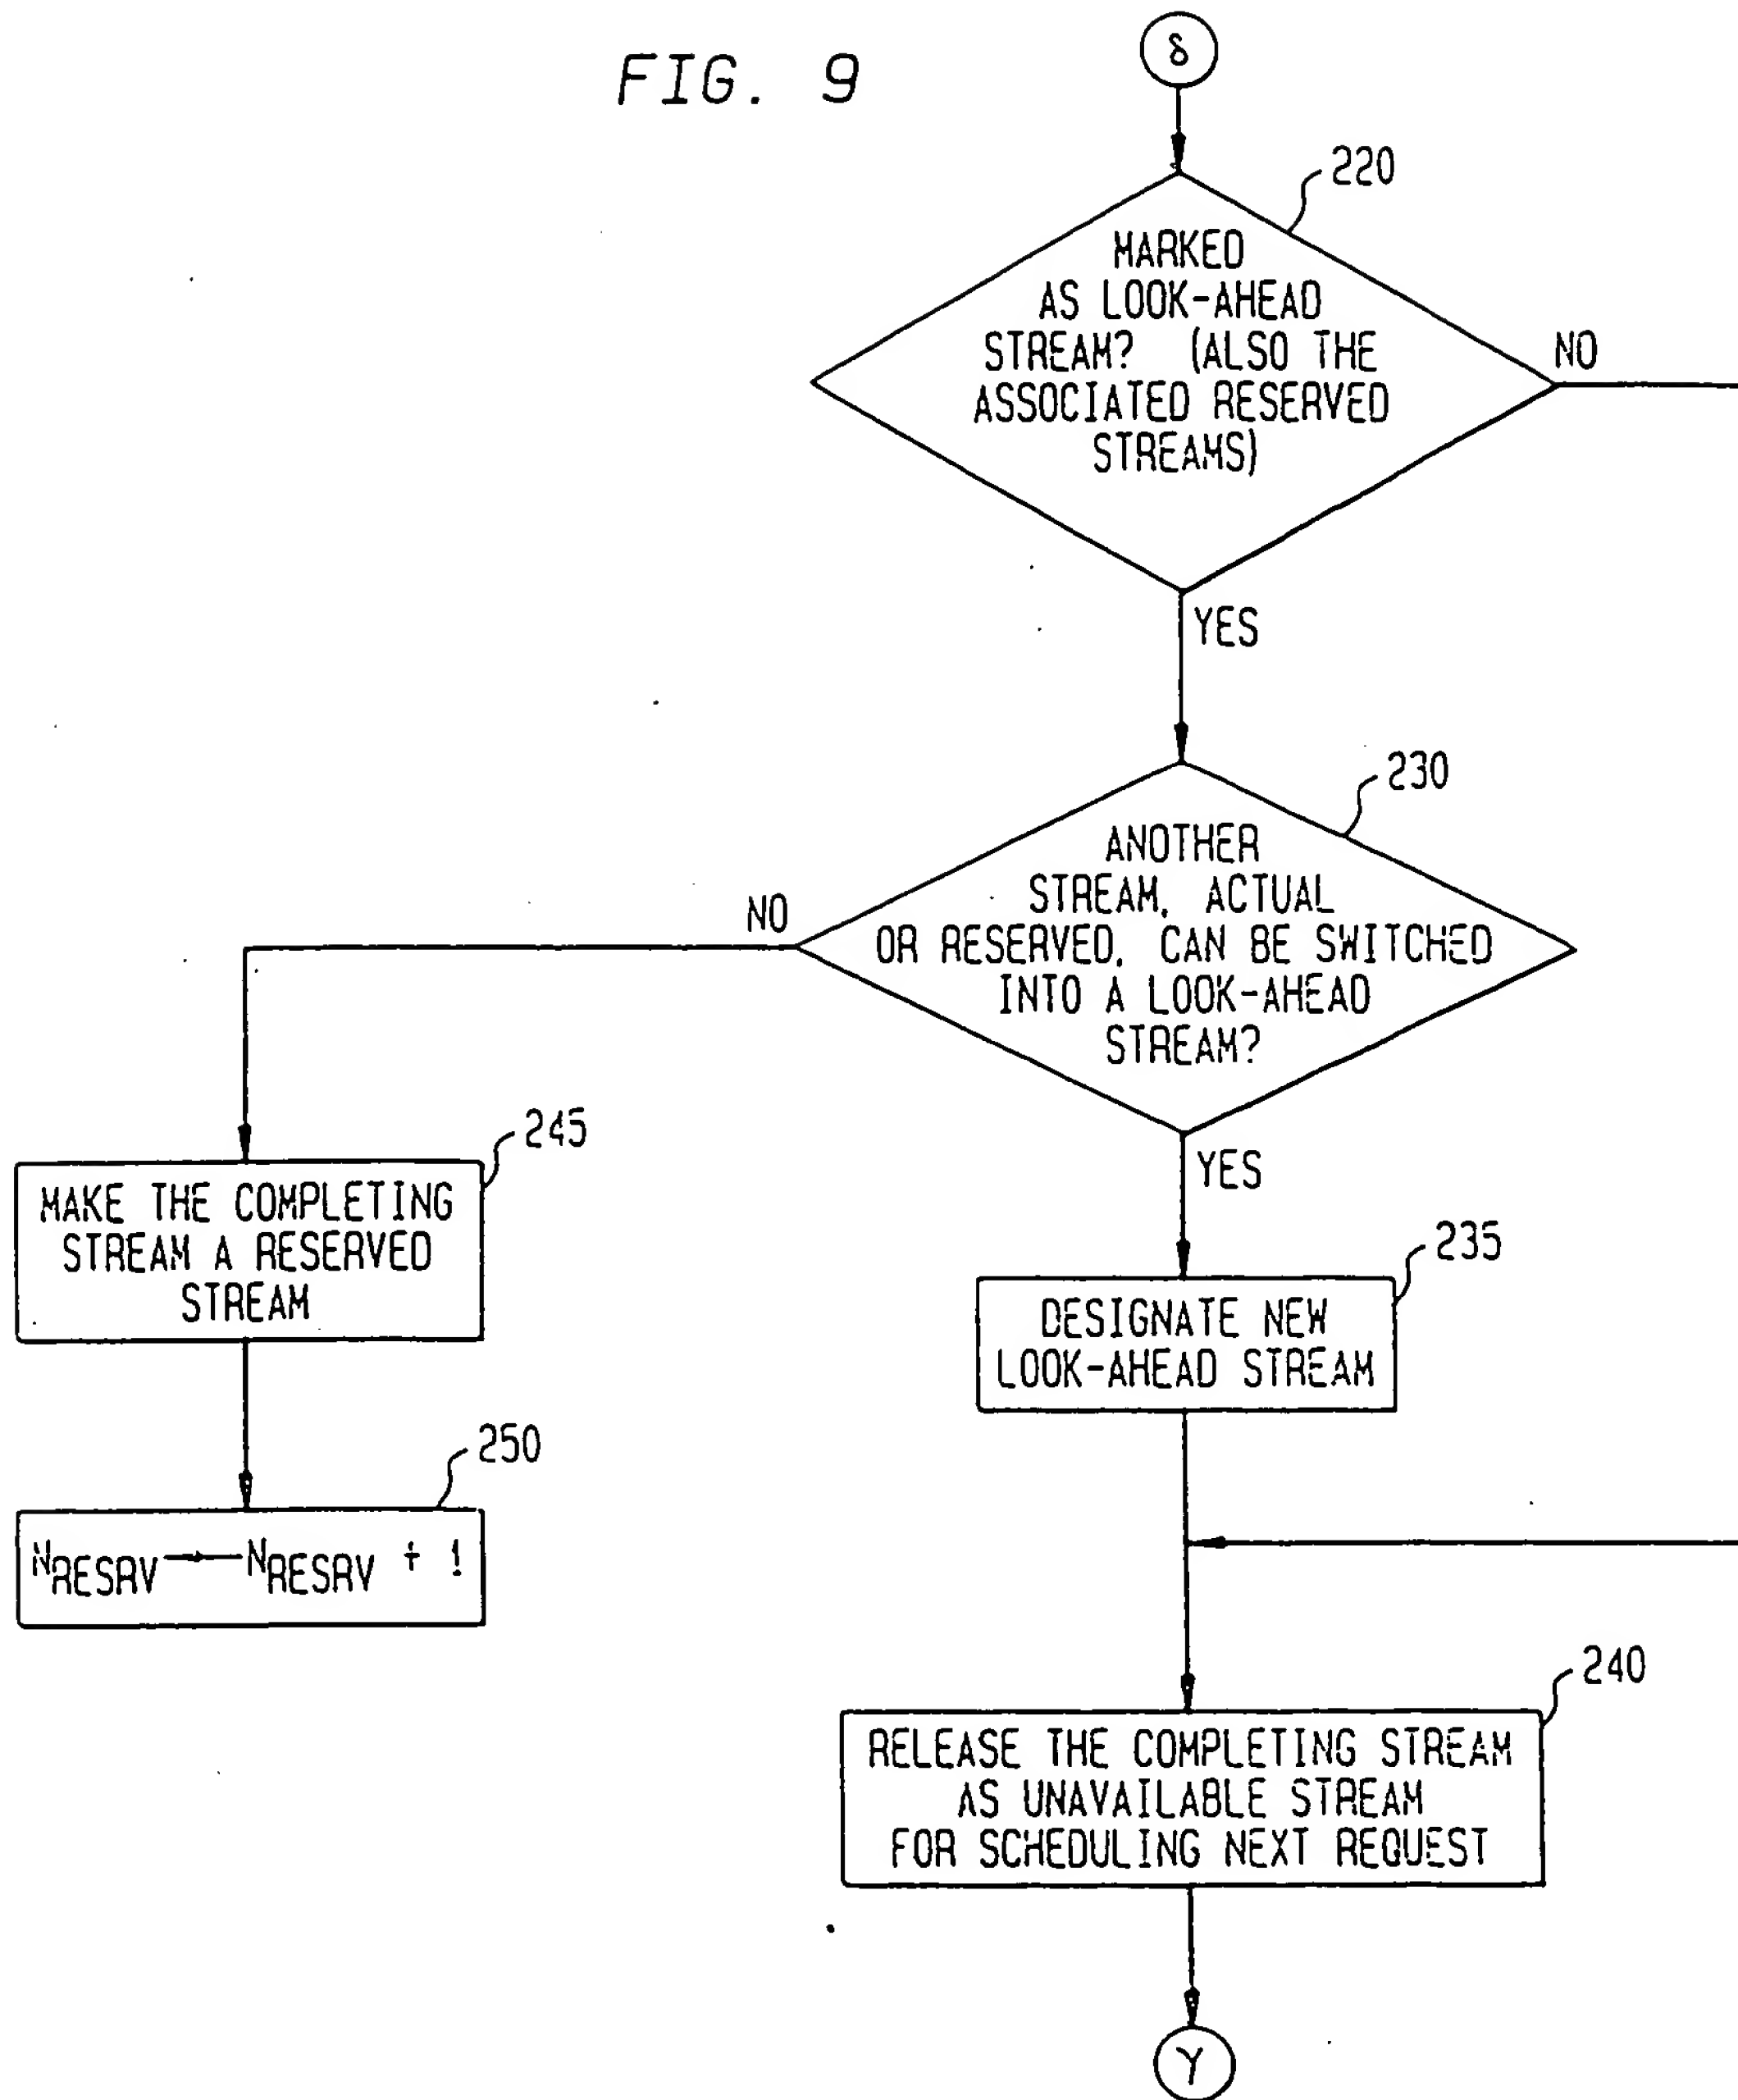 FIG. 9
δ
220
MARKED
AS LOOK-AHEAD
STREAM? (ALSO THE
ASSOCIATED RESERVED
STREAMS)
NO
YES
230
ANOTHER
STREAM, ACTUAL
OR RESERVED, CAN BE SWITCHED
INTO A LOOK-AHEAD
STREAM?
NO
YES
245
MAKE THE COMPLETING
STREAM A RESERVED
STREAM
235
DESIGNATE NEW
LOOK-AHEAD STREAM
250
N_RESRV → N_RESRV + 1
240
RELEASE THE COMPLETING STREAM
AS UNAVAILABLE STREAM
FOR SCHEDULING NEXT REQUEST
γ